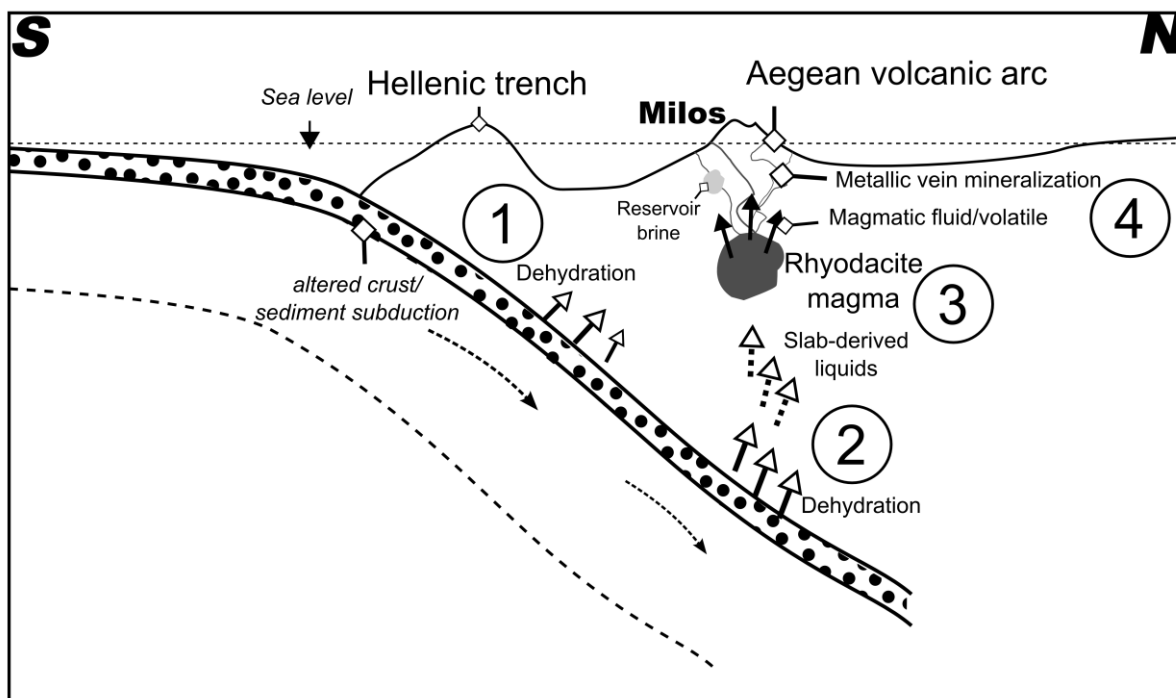 S
N
Hellenic trench
Aegean volcanic arc
Sea level
Milos
Metallic vein mineralization
Reservoir
brine
Magmatic fluid/volatile
4
1
Dehydration
altered crust/
sediment subduction
Rhyodacite
magma
3
Slab-derived
liquids
2
Dehydration